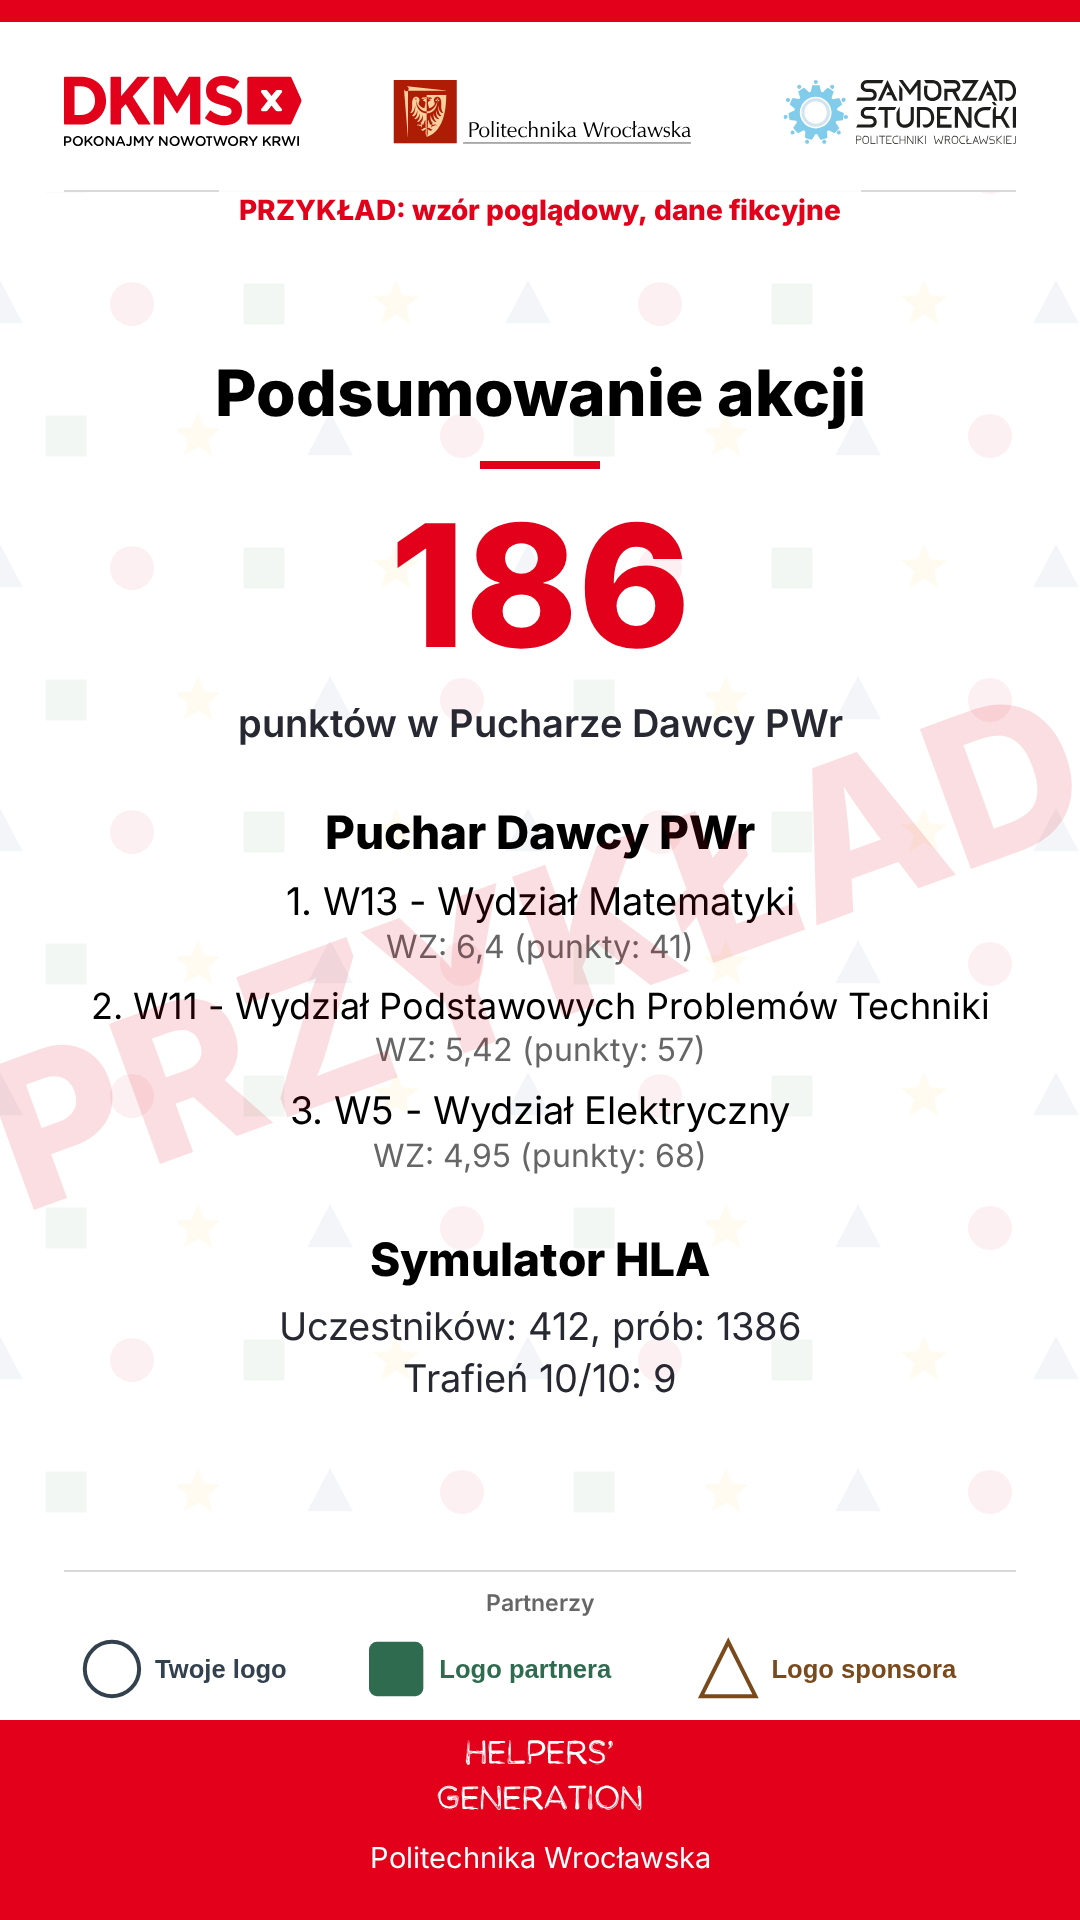 DKMS
POKONAJMY NOWOTWORY KRWI
Politechnika Wrocławska
SAMORZĄD
STUDENCKI
POLITECHNIKI WROCŁAWSKIEJ
PRZYKŁAD: wzór poglądowy, dane fikcyjne
Podsumowanie akcji
186
punktów w Pucharze Dawcy PWr
PRZYKŁAD
Puchar Dawcy PWr
1. W13 - Wydział Matematyki
WZ: 6,4 (punkty: 41)
2. W11 - Wydział Podstawowych Problemów Techniki
WZ: 5,42 (punkty: 57)
3. W5 - Wydział Elektryczny
WZ: 4,95 (punkty: 68)
Symulator HLA
Uczestników: 412, prób: 1386
Trafień 10/10: 9
Partnerzy
Twoje logo
Logo partnera
Logo sponsora
HELPERS’
GENERATION
Politechnika Wrocławska